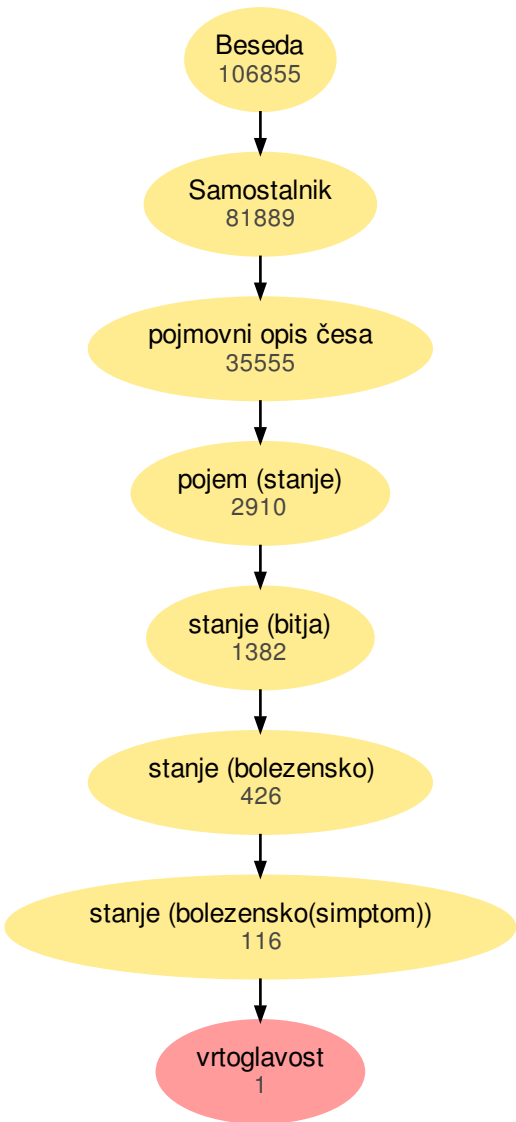 Beseda
106855
Samostalnik
81889
pojmovni opis česa
35555
pojem (stanje)
2910
stanje (bitja)
1382
stanje (bolezensko)
426
stanje (bolezensko(simptom))
116
vrtoglavost
1